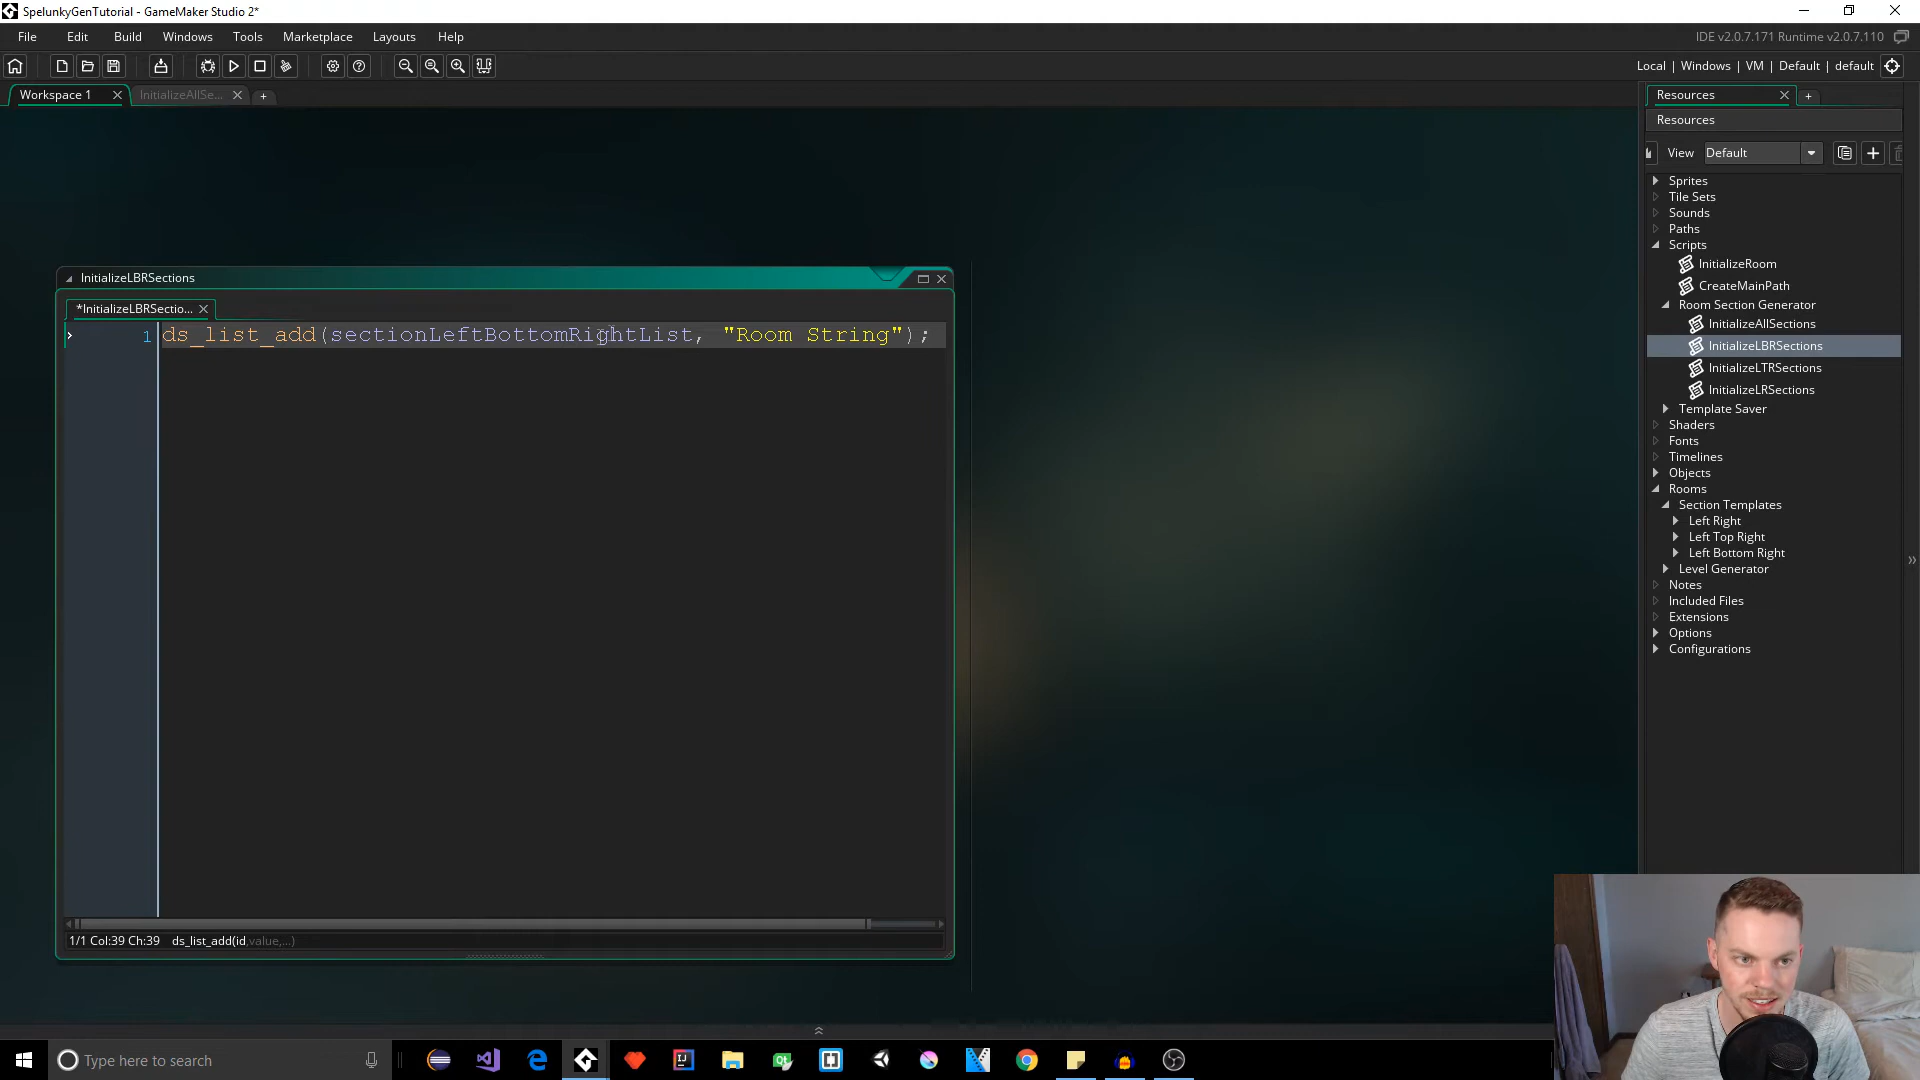 SpelunkyGenTutorial - GameMaker Studio 2*
File Edit Build Windows Tools Marketplace Layouts Help
IDE v2.0.7.171 Runtime v2.0.7.110
Local | Windows | VM | Default | default
Workspace 1
InitializeAllSe...
Resources
Resources
View Default
Sprites
Tile Sets
Sounds
Paths
Scripts
InitializeRoom
CreateMainPath
Room Section Generator
InitializeAllSections
InitializeLBRSections
InitializeLTRSections
InitializeLRSections
Template Saver
Shaders
Fonts
Timelines
Objects
Rooms
Section Templates
Left Right
Left Top Right
Left Bottom Right
Level Generator
Notes
Included Files
Extensions
Options
Configurations
InitializeLBRSections
*InitializeLBRSectio...
1 ds_list_add(sectionLeftBottomRightList, "Room String");
1/1 Col:39 Ch:39 ds_list_add(id,value,...)
Type here to search